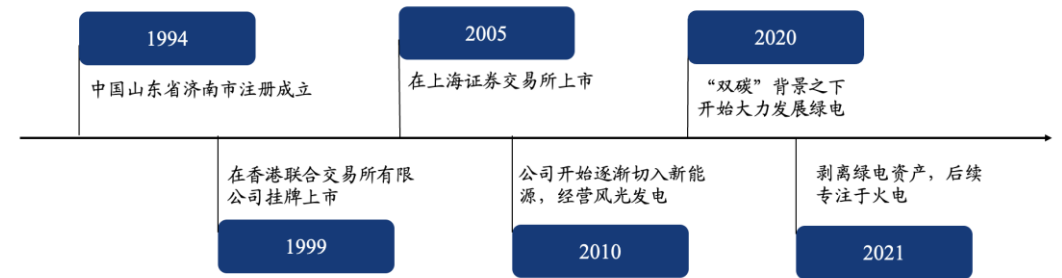 1994
中国山东省济南市注册成立
在香港联合交易所有限
公司挂牌上市
1999
2005
在上海证券交易所上市
公司开始逐渐切入新能
源，经营风光发电
2010
2020
“双碳”背景之下
开始大力发展绿电
剥离绿电资产，后续
专注于火电
2021